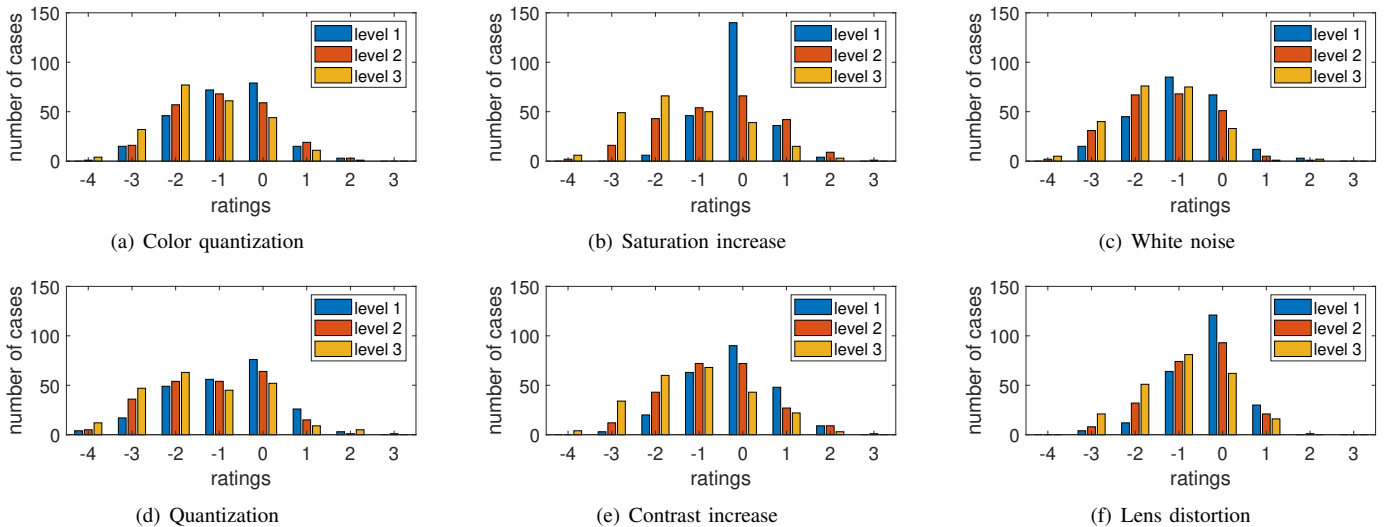 150
100
50
0
number of cases
level 1
level 2
level 3
-4 -3 -2 -1 0 1 2 3
ratings
(a) Color quantization
150
100
50
0
number of cases
level 1
level 2
level 3
-4 -3 -2 -1 0 1 2 3
ratings
(b) Saturation increase
150
100
50
0
number of cases
level 1
level 2
level 3
-4 -3 -2 -1 0 1 2 3
ratings
(c) White noise
150
100
50
0
number of cases
level 1
level 2
level 3
-4 -3 -2 -1 0 1 2 3
ratings
(d) Quantization
150
100
50
0
number of cases
level 1
level 2
level 3
-4 -3 -2 -1 0 1 2 3
ratings
(e) Contrast increase
150
100
50
0
number of cases
level 1
level 2
level 3
-4 -3 -2 -1 0 1 2 3
ratings
(f) Lens distortion